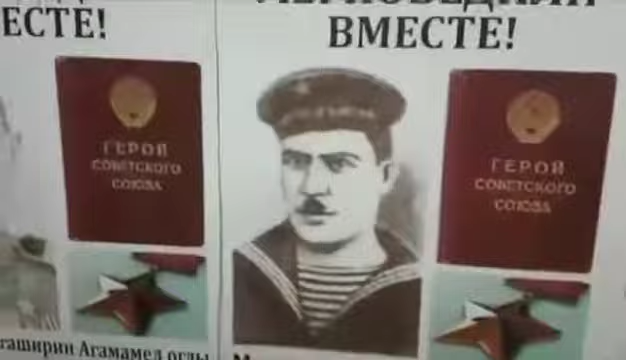 ЕСТЕ!
ГЕРОЙ
СОВЕТСКОГО
СОЮЗА
Агамамед оглы
ВМЕСТЕ!
ГЕРОЙ
СОВЕТСКОГО
СОЮЗА